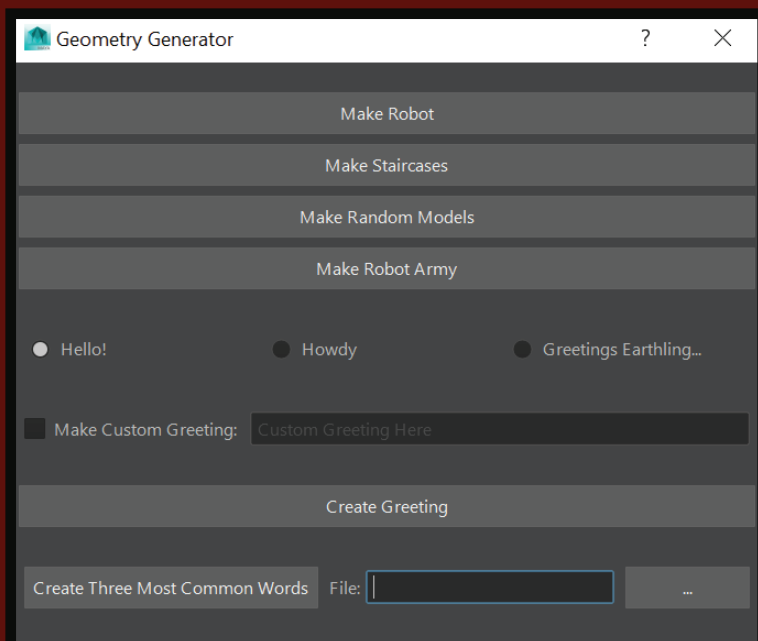 Geometry Generator ?
Make Robot
Make Staircases
Make Random Models
Make Robot Army
Hello! Howdy Greetings Earthling...
Make Custom Greeting: Custom Greeting Here
Create Greeting
Create Three Most Common Words File: ...